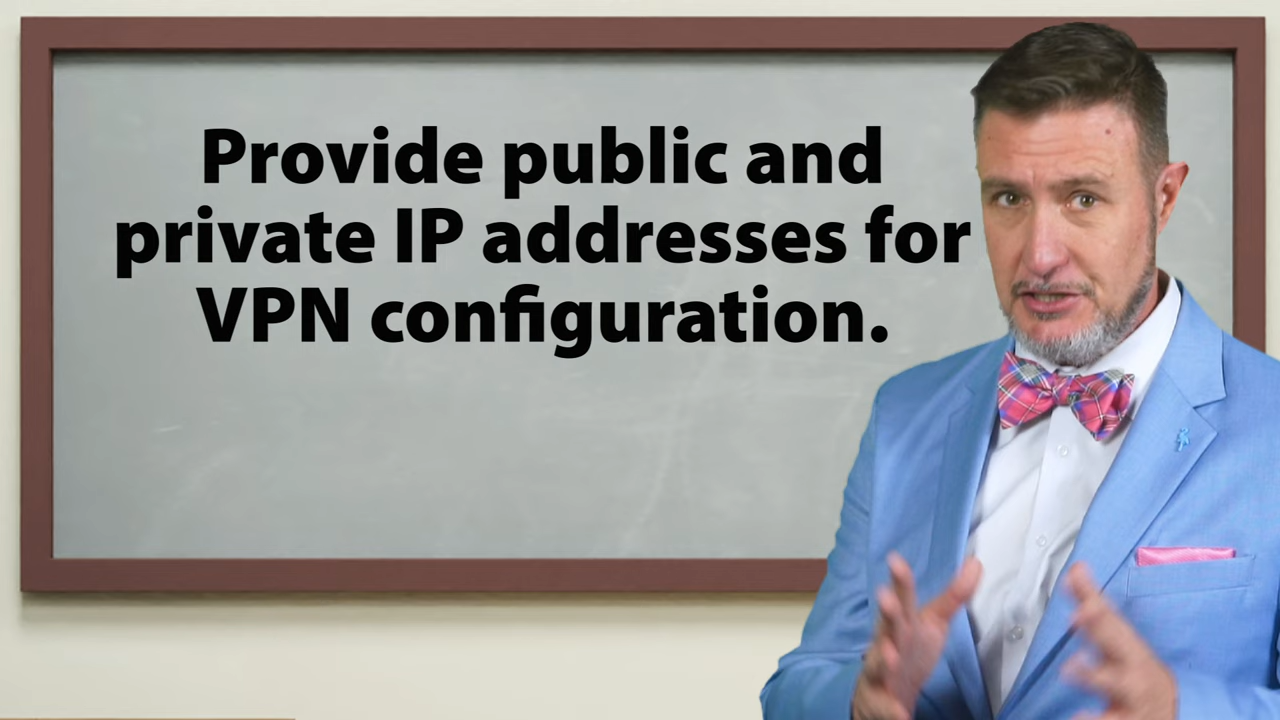 Provide public and
private IP addresses for
VPN configuration.